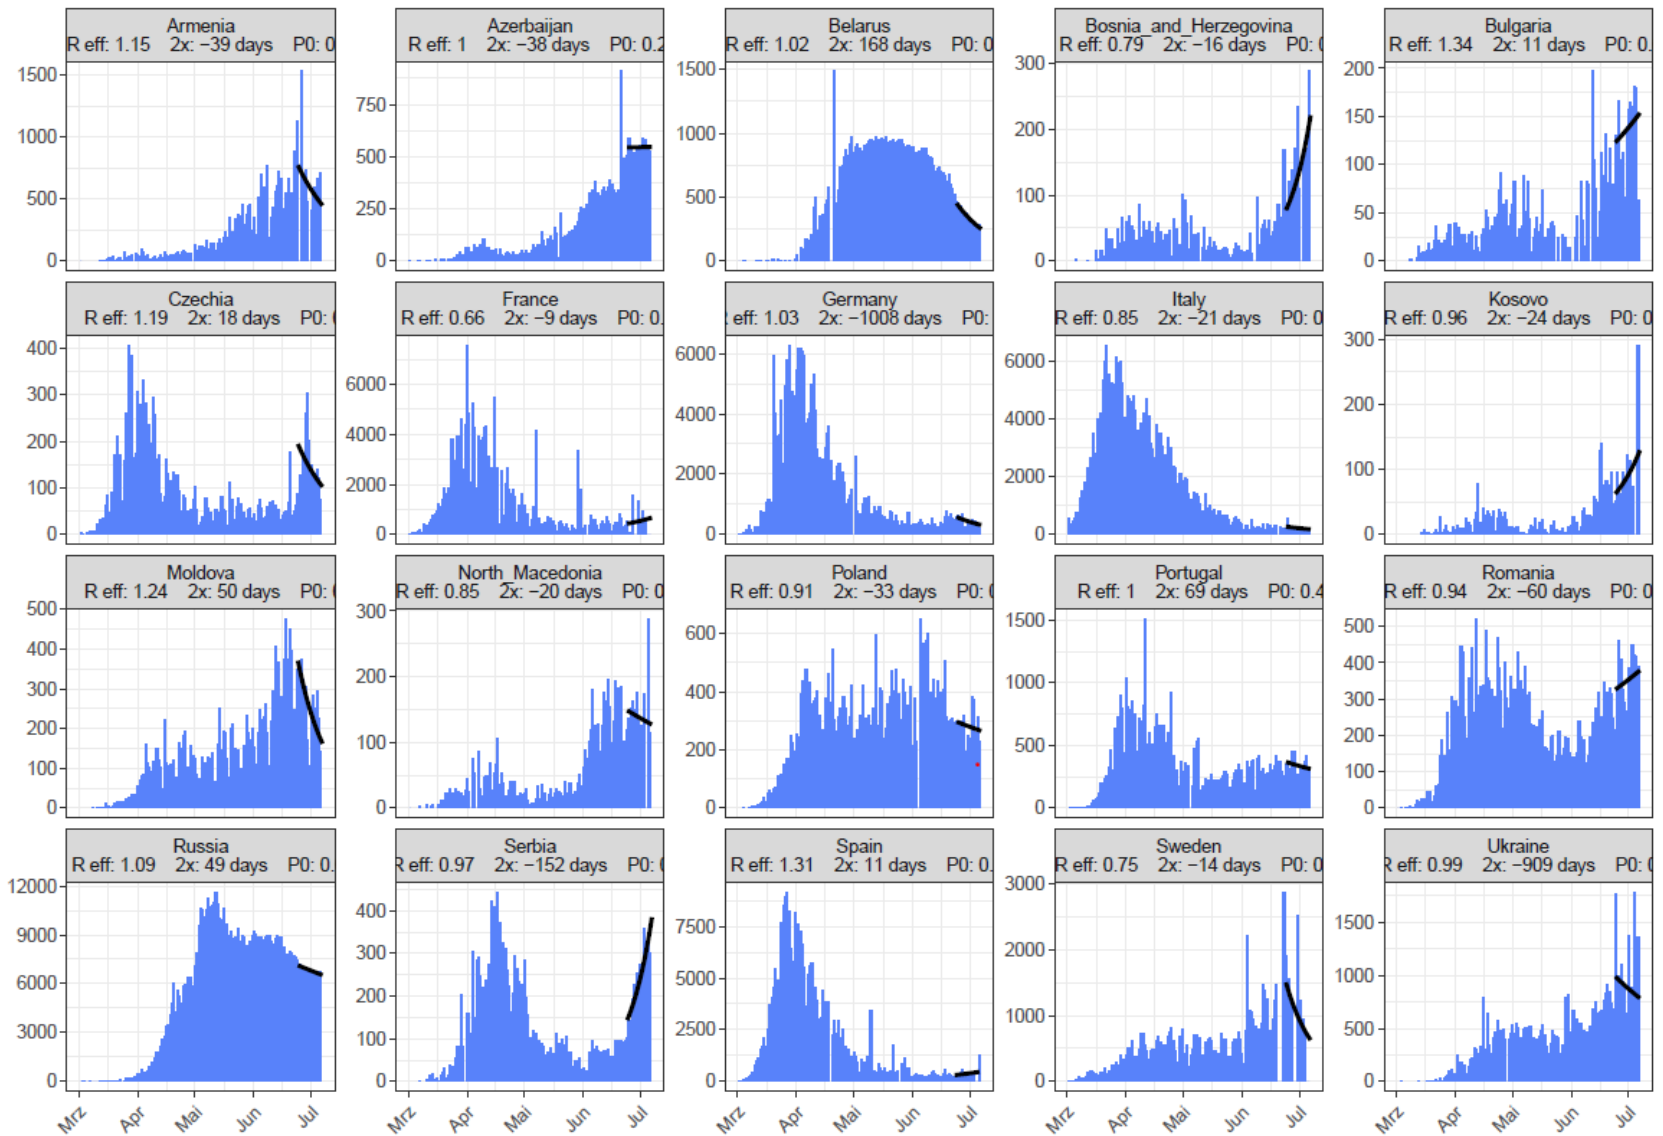 Armenia
R eff: 1.15 2x: −39 days P0: 0
Azerbaijan
R eff: 1 2x: −38 days P0: 0.2
Belarus
R eff: 1.02 2x: 168 days P0: 0
Bosnia_and_Herzegovina
R eff: 0.79 2x: −16 days P0: (
Bulgaria
R eff: 1.34 2x: 11 days P0: 0.
1500
1000
500
0
750
500
250
0
1500
1000
500
0
300
200
100
0
200
150
100
50
0
Czechia
R eff: 1.19 2x: 18 days P0: (
France
R eff: 0.66 2x: −9 days P0: 0.
Germany
: 1.03 2x: −1008 days P0:
Italy
R eff: 0.85 2x: −21 days P0: 0
Kosovo
R eff: 0.96 2x: −24 days P0: 0
400
300
200
100
0
6000
4000
2000
0
6000
4000
2000
0
6000
4000
2000
0
300
200
100
0
Moldova
R eff: 1.24 2x: 50 days P0: (
North_Macedonia
R eff: 0.85 2x: −20 days P0: 0
Poland
R eff: 0.91 2x: −33 days P0: (
Portugal
R eff: 1 2x: 69 days P0: 0.4
Romania
R eff: 0.94 2x: −60 days P0: 0
500
400
300
200
100
0
300
200
100
0
600
400
200
0
1500
1000
500
0
500
400
300
200
100
0
Russia
R eff: 1.09 2x: 49 days P0: 0.
Serbia
R eff: 0.97 2x: −152 days P0: (
Spain
R eff: 1.31 2x: 11 days P0: 0.
Sweden
R eff: 0.75 2x: −14 days P0: 0
Ukraine
R eff: 0.99 2x: −909 days P0: (
12000
9000
6000
3000
0
400
300
200
100
0
7500
5000
2500
0
3000
2000
1000
0
1500
1000
500
0
Mrz Apr Mai Jun Jul
Mrz Apr Mai Jun Jul
Mrz Apr Mai Jun Jul
Mrz Apr Mai Jun Jul
Mrz Apr Mai Jun Jul